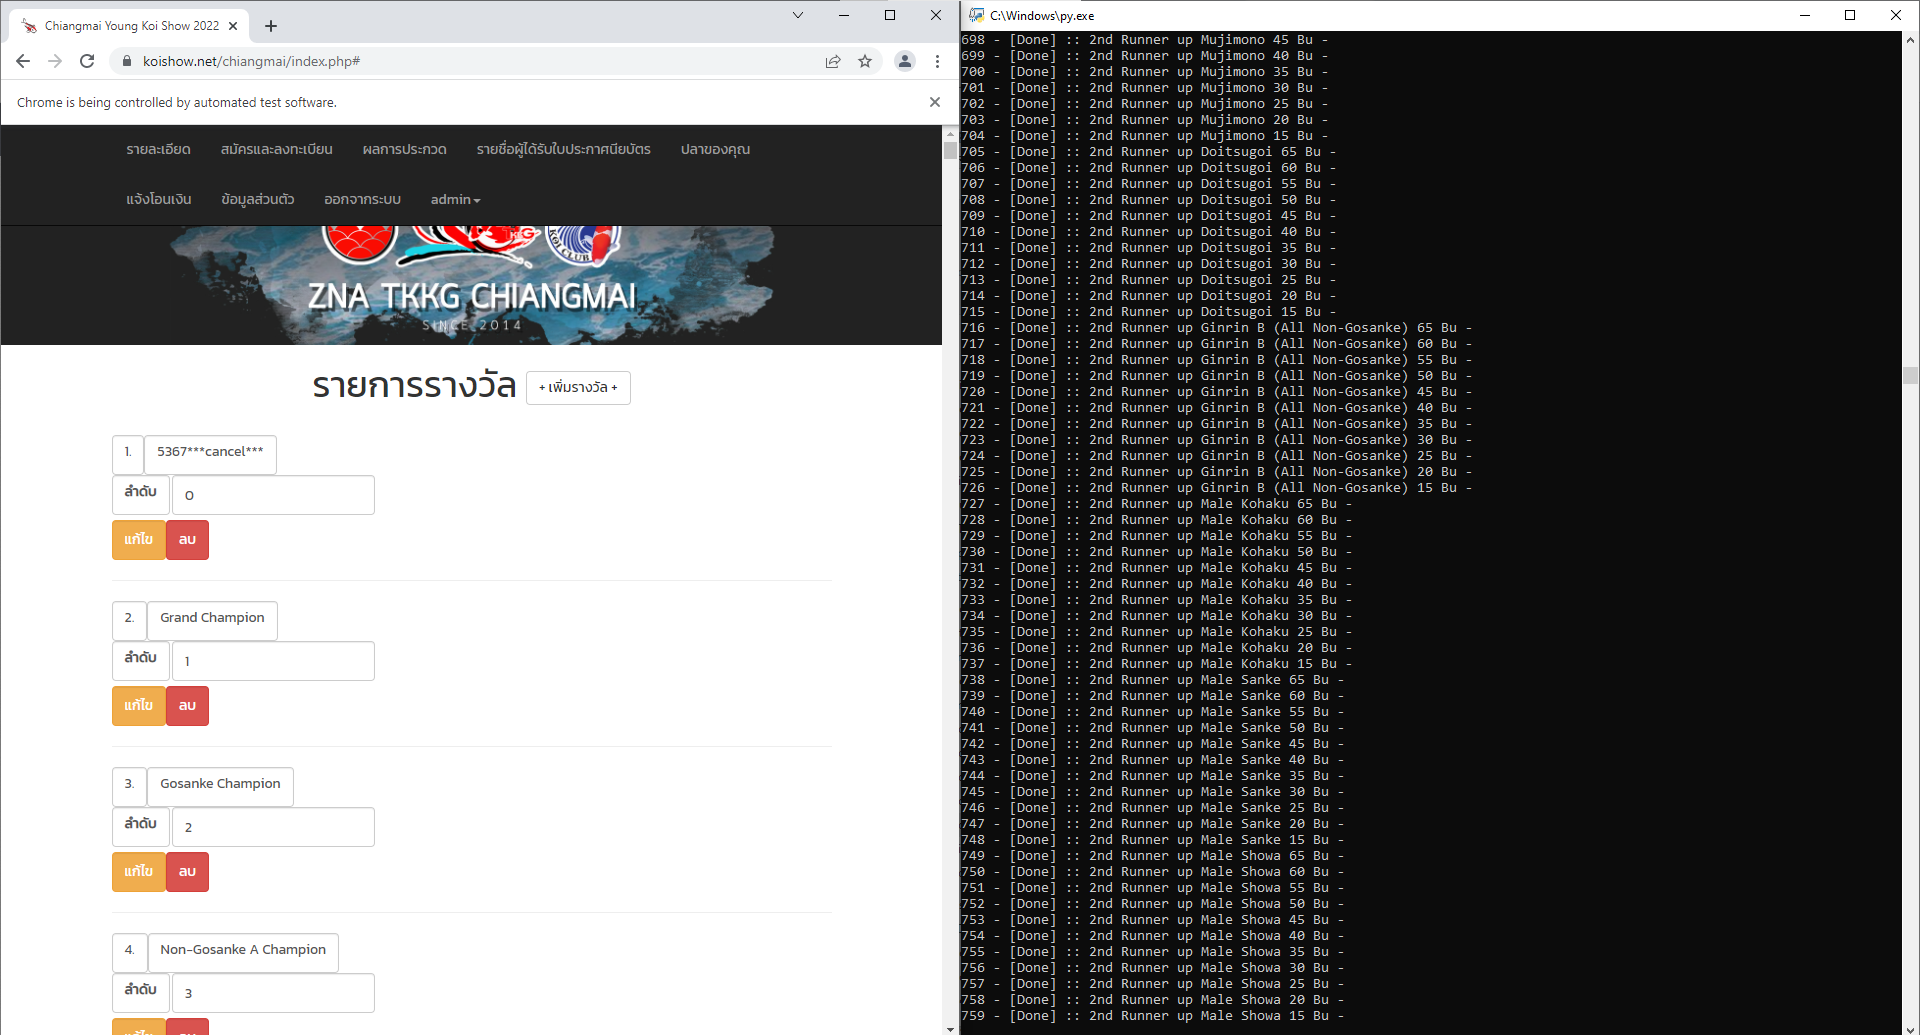 Chiangmai Young Koi Show 2022
koishow.net/chiangmai/index.php#
Chrome is being controlled by automated test software.
รายละเอียด สมัครและลงทะเบียน ผลการประกวด รายชื่อผู้ได้รับใบประกาศนียบัตร ปลาของคุณ
แจ้งโอนเงิน ข้อมูลส่วนตัว ออกจากระบบ admin
KOI CLUB
ZNA TKKG CHIANGMAI
SINCE 2014
รายการรางวัล + เพิ่มรางวัล +
1. 5367***cancel***
ลำดับ 0
แก้ไข ลบ
2. Grand Champion
ลำดับ 1
แก้ไข ลบ
3. Gosanke Champion
ลำดับ 2
แก้ไข ลบ
4. Non-Gosanke A Champion
ลำดับ 3
แก้ไข ลบ
C:\Windows\py.exe
698 - [Done] :: 2nd Runner up Mujimono 45 Bu -
699 - [Done] :: 2nd Runner up Mujimono 40 Bu -
700 - [Done] :: 2nd Runner up Mujimono 35 Bu -
701 - [Done] :: 2nd Runner up Mujimono 30 Bu -
702 - [Done] :: 2nd Runner up Mujimono 25 Bu -
703 - [Done] :: 2nd Runner up Mujimono 20 Bu -
704 - [Done] :: 2nd Runner up Mujimono 15 Bu -
705 - [Done] :: 2nd Runner up Doitsugoi 65 Bu -
706 - [Done] :: 2nd Runner up Doitsugoi 60 Bu -
707 - [Done] :: 2nd Runner up Doitsugoi 55 Bu -
708 - [Done] :: 2nd Runner up Doitsugoi 50 Bu -
709 - [Done] :: 2nd Runner up Doitsugoi 45 Bu -
710 - [Done] :: 2nd Runner up Doitsugoi 40 Bu -
711 - [Done] :: 2nd Runner up Doitsugoi 35 Bu -
712 - [Done] :: 2nd Runner up Doitsugoi 30 Bu -
713 - [Done] :: 2nd Runner up Doitsugoi 25 Bu -
714 - [Done] :: 2nd Runner up Doitsugoi 20 Bu -
715 - [Done] :: 2nd Runner up Doitsugoi 15 Bu -
716 - [Done] :: 2nd Runner up Ginrin B (All Non-Gosanke) 65 Bu -
717 - [Done] :: 2nd Runner up Ginrin B (All Non-Gosanke) 60 Bu -
718 - [Done] :: 2nd Runner up Ginrin B (All Non-Gosanke) 55 Bu -
719 - [Done] :: 2nd Runner up Ginrin B (All Non-Gosanke) 50 Bu -
720 - [Done] :: 2nd Runner up Ginrin B (All Non-Gosanke) 45 Bu -
721 - [Done] :: 2nd Runner up Ginrin B (All Non-Gosanke) 40 Bu -
722 - [Done] :: 2nd Runner up Ginrin B (All Non-Gosanke) 35 Bu -
723 - [Done] :: 2nd Runner up Ginrin B (All Non-Gosanke) 30 Bu -
724 - [Done] :: 2nd Runner up Ginrin B (All Non-Gosanke) 25 Bu -
725 - [Done] :: 2nd Runner up Ginrin B (All Non-Gosanke) 20 Bu -
726 - [Done] :: 2nd Runner up Ginrin B (All Non-Gosanke) 15 Bu -
727 - [Done] :: 2nd Runner up Male Kohaku 65 Bu -
728 - [Done] :: 2nd Runner up Male Kohaku 60 Bu -
729 - [Done] :: 2nd Runner up Male Kohaku 55 Bu -
730 - [Done] :: 2nd Runner up Male Kohaku 50 Bu -
731 - [Done] :: 2nd Runner up Male Kohaku 45 Bu -
732 - [Done] :: 2nd Runner up Male Kohaku 40 Bu -
733 - [Done] :: 2nd Runner up Male Kohaku 35 Bu -
734 - [Done] :: 2nd Runner up Male Kohaku 30 Bu -
735 - [Done] :: 2nd Runner up Male Kohaku 25 Bu -
736 - [Done] :: 2nd Runner up Male Kohaku 20 Bu -
737 - [Done] :: 2nd Runner up Male Kohaku 15 Bu -
738 - [Done] :: 2nd Runner up Male Sanke 65 Bu -
739 - [Done] :: 2nd Runner up Male Sanke 60 Bu -
740 - [Done] :: 2nd Runner up Male Sanke 55 Bu -
741 - [Done] :: 2nd Runner up Male Sanke 50 Bu -
742 - [Done] :: 2nd Runner up Male Sanke 45 Bu -
743 - [Done] :: 2nd Runner up Male Sanke 40 Bu -
744 - [Done] :: 2nd Runner up Male Sanke 35 Bu -
745 - [Done] :: 2nd Runner up Male Sanke 30 Bu -
746 - [Done] :: 2nd Runner up Male Sanke 25 Bu -
747 - [Done] :: 2nd Runner up Male Sanke 20 Bu -
748 - [Done] :: 2nd Runner up Male Sanke 15 Bu -
749 - [Done] :: 2nd Runner up Male Showa 65 Bu -
750 - [Done] :: 2nd Runner up Male Showa 60 Bu -
751 - [Done] :: 2nd Runner up Male Showa 55 Bu -
752 - [Done] :: 2nd Runner up Male Showa 50 Bu -
753 - [Done] :: 2nd Runner up Male Showa 45 Bu -
754 - [Done] :: 2nd Runner up Male Showa 40 Bu -
755 - [Done] :: 2nd Runner up Male Showa 35 Bu -
756 - [Done] :: 2nd Runner up Male Showa 30 Bu -
757 - [Done] :: 2nd Runner up Male Showa 25 Bu -
758 - [Done] :: 2nd Runner up Male Showa 20 Bu -
759 - [Done] :: 2nd Runner up Male Showa 15 Bu -